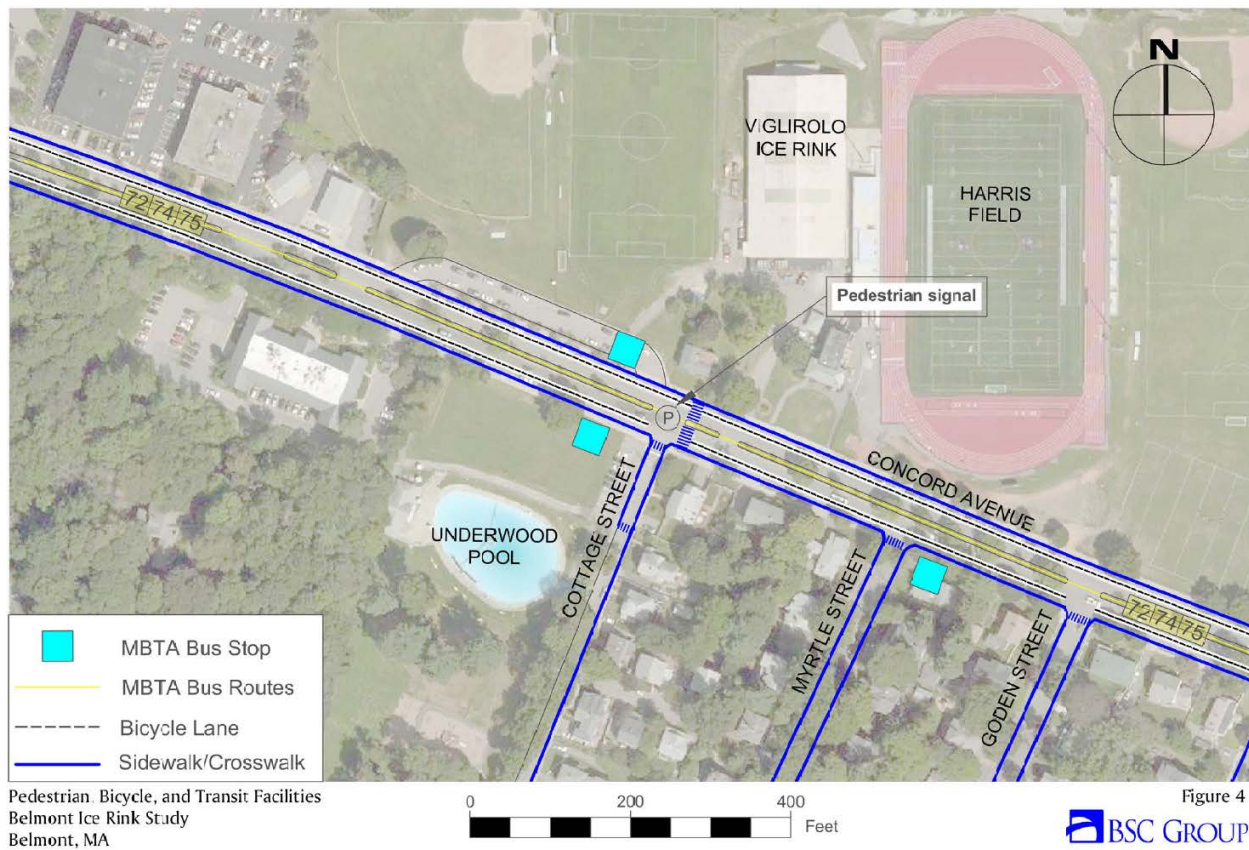 N
VIGLIROLO
ICE RINK
HARRIS
FIELD
72 74 75
Pedestrian signal
P
CONCORD AVENUE
COTTAGE STREET
UNDERWOOD
POOL
MYRTLE STREET
GODEN STREET
72 74 75
MBTA Bus Stop
MBTA Bus Routes
Bicycle Lane
Sidewalk/Crosswalk
Pedestrian, Bicycle, and Transit Facilities
Belmont Ice Rink Study
Belmont, MA
0 200 400
Feet
Figure 4
BSC GROUP